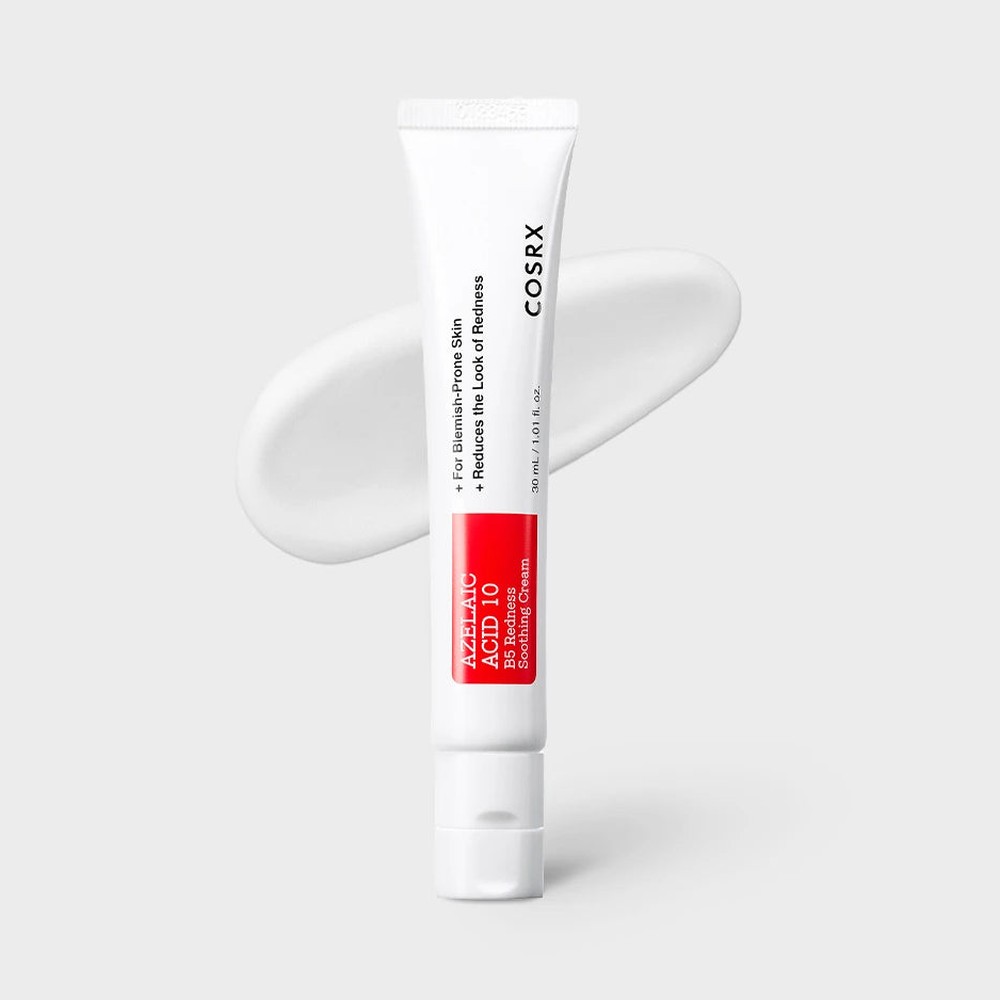 COSRX
+ For Blemish-Prone Skin
+ Reduces the Look of Redness
30 mL / 1.01 fl. oz.
AZELAIC
ACID 10
B5 Redness
Soothing Cream